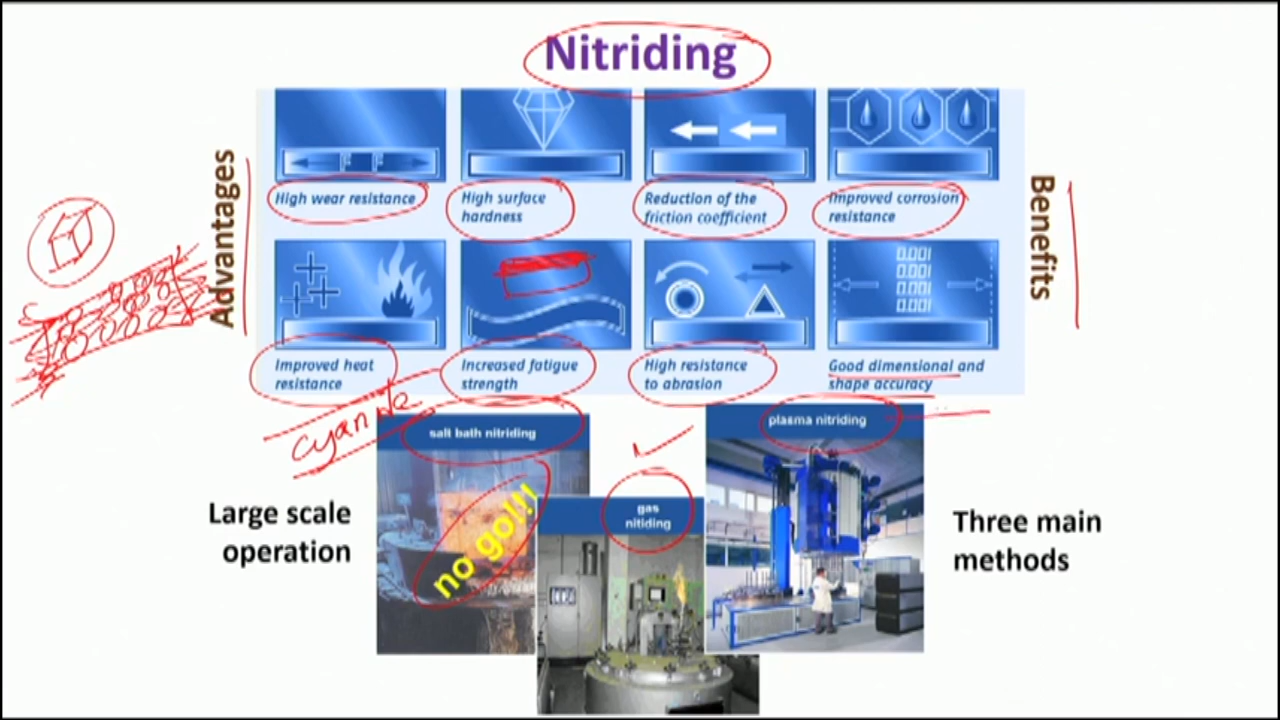 Nitriding
Advantages
High wear resistance
High surface
hardness
Reduction of the
friction coefficient
Improved corrosion
resistance
Benefits
0.001
0.001
0.001
0.001
Improved heat
resistance
Increased fatigue
strength
High resistance
to abrasion
Good dimensional and
shape accuracy
cyanide
salt bath nitriding
plasma nitriding
no go!!!
gas
nitiding
Large scale
operation
Three main
methods